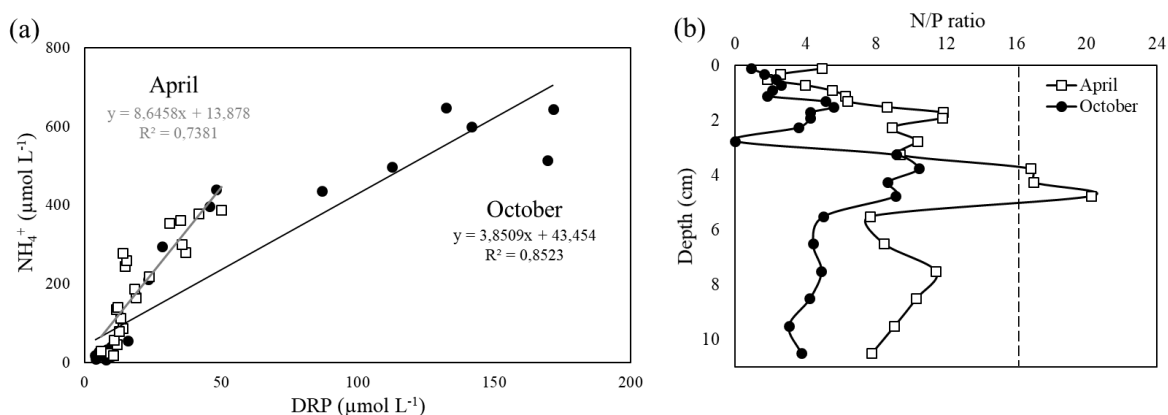 (a)
800
600
400
200
0
NH₄⁺ (µmol L⁻¹)
April
y = 8,6458x + 13,878
R² = 0,7381
October
y = 3,8509x + 43,454
R² = 0,8523
0 50 100 150 200
DRP (µmol L⁻¹)
(b)
N/P ratio
0 4 8 12 16 20 24
0
2
4
6
8
10
Depth (cm)
April
October